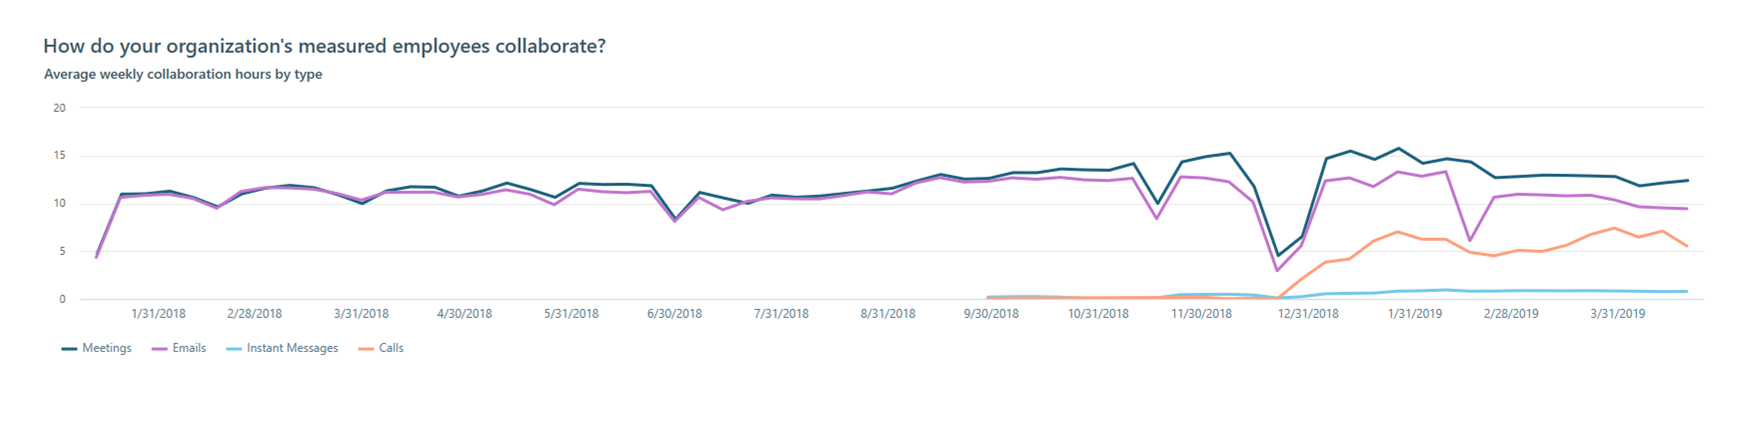 How do your organization's measured employees collaborate?
Average weekly collaboration hours by type
20
15
10
5
0
1/31/2018 2/28/2018 3/31/2018 4/30/2018 5/31/2018 6/30/2018 7/31/2018 8/31/2018 9/30/2018 10/31/2018 11/30/2018 12/31/2018 1/31/2019 2/28/2019 3/31/2019
Meetings Emails Instant Messages Calls